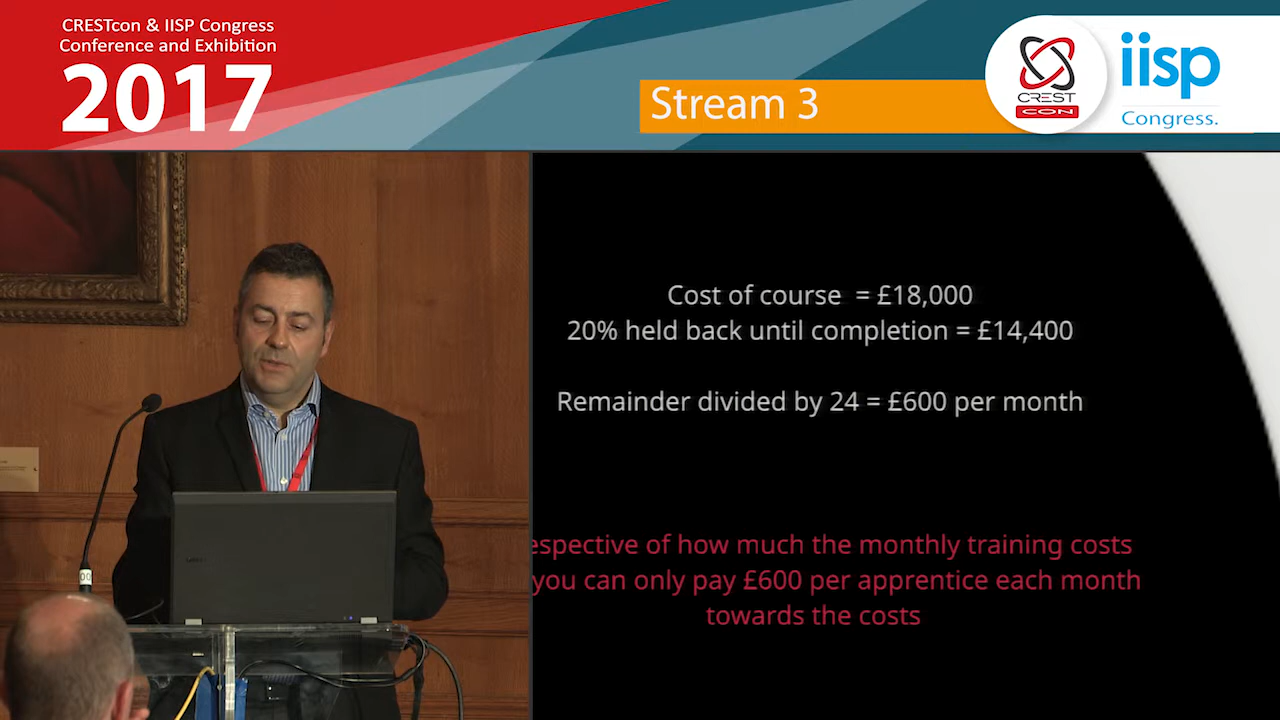 CRESTcon & IISP Congress
Conference and Exhibition
2017
Stream 3
CREST
CON
iisp
Congress.
Cost of course = £18,000
20% held back until completion = £14,400
Remainder divided by 24 = £600 per month
espective of how much the monthly training costs
you can only pay £600 per apprentice each month
towards the costs